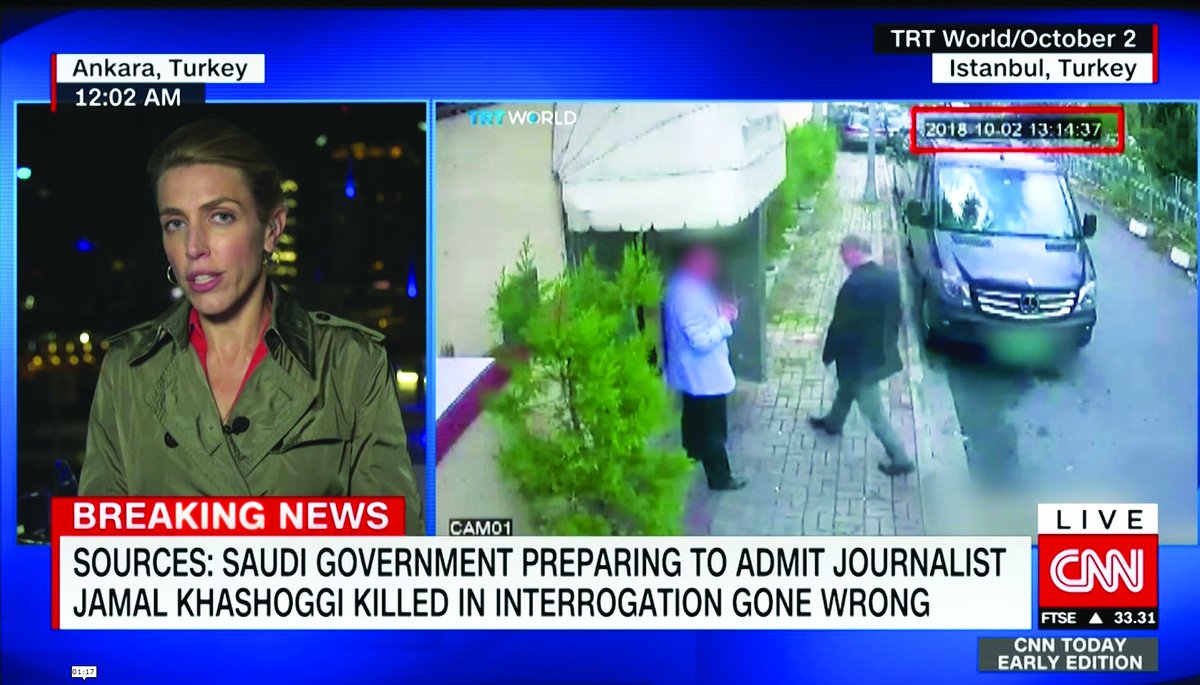 TRT World/October 2
Istanbul, Turkey
Ankara, Turkey
12:02 AM
TRT WORLD
2018 10-02 13:14:37
CAM01
BREAKING NEWS
SOURCES: SAUDI GOVERNMENT PREPARING TO ADMIT JOURNALIST
JAMAL KHASHOGGI KILLED IN INTERROGATION GONE WRONG
LIVE
CNN
FTSE ▲ 33.31
CNN TODAY
EARLY EDITION
01:17